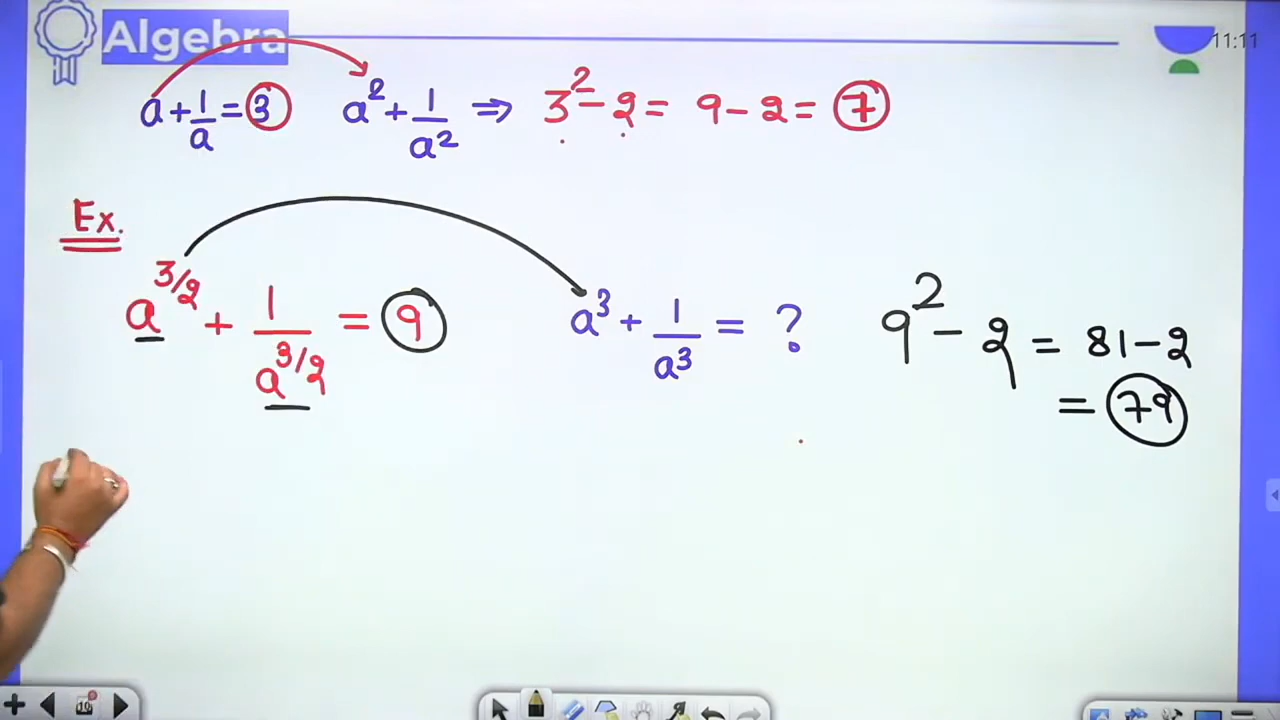 Algebra
11:11
a + 1/a = 3 a² + 1/a² ⇒ 3² - 2 = 9 - 2 = 7
Ex.
a^3/2 + 1/a^3/2 = 9 a³ + 1/a³ = ? 9² - 2 = 81 - 2
= 79